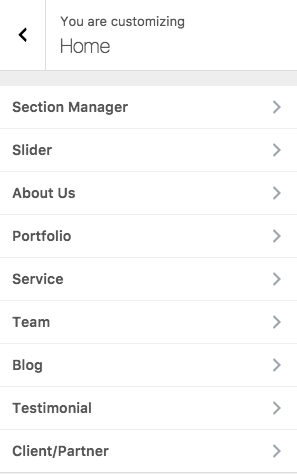 You are customizing
Home
Section Manager
Slider
About Us
Portfolio
Service
Team
Blog
Testimonial
Client/Partner